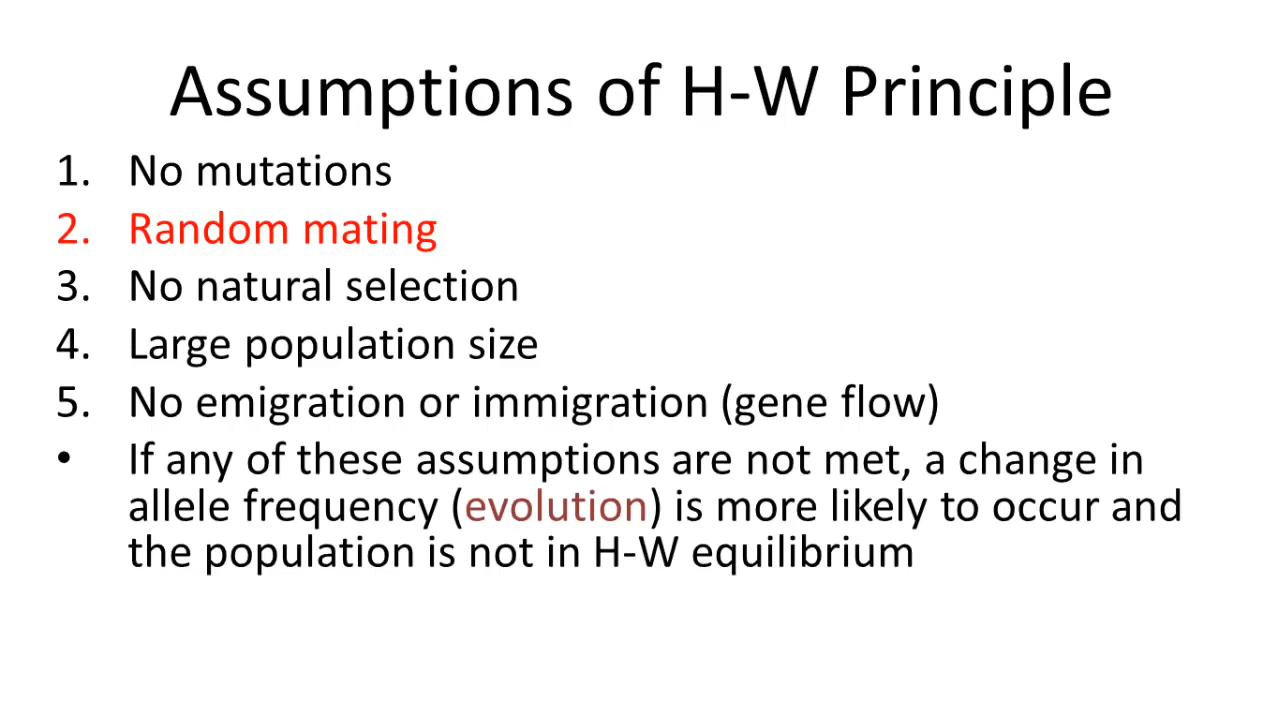 Assumptions of H-W Principle
1. No mutations
2. Random mating
3. No natural selection
4. Large population size
5. No emigration or immigration (gene flow)
• If any of these assumptions are not met, a change in
allele frequency (evolution) is more likely to occur and
the population is not in H-W equilibrium